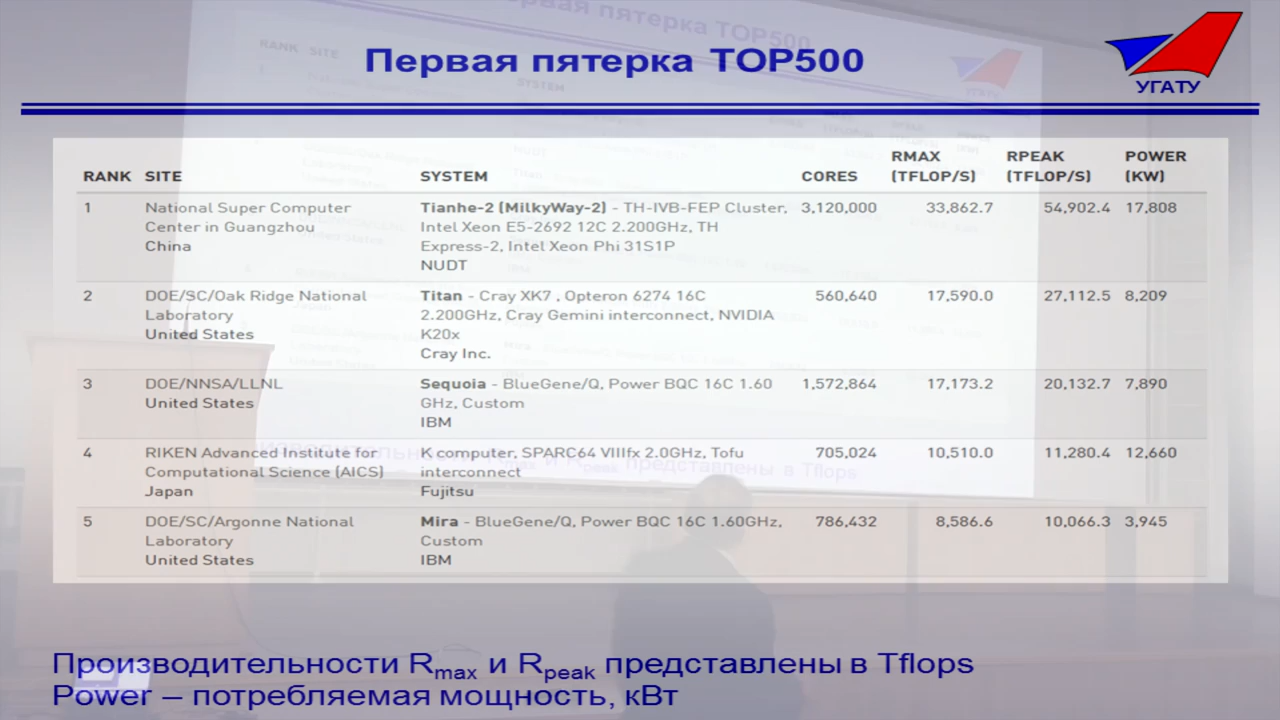 Первая пятерка TOP500
УГАТУ
RANK SITE SYSTEM CORES RMAX (TFLOP/S) RPEAK (TFLOP/S) POWER (KW)
1 National Super Computer Tianhe-2 (MilkyWay-2) - TH-IVB-FEP Cluster, 3,120,000 33,862.7 54,902.4 17,808
Center in Guangzhou Intel Xeon E5-2692 12C 2.200GHz, TH
China Express-2, Intel Xeon Phi 31S1P
NUDT
2 DOE/SC/Oak Ridge National Titan - Cray XK7 , Opteron 6274 16C 560,640 17,590.0 27,112.5 8,209
Laboratory 2.200GHz, Cray Gemini interconnect, NVIDIA
United States K20x
Cray Inc.
3 DOE/NNSA/LLNL Sequoia - BlueGene/Q, Power BQC 16C 1.60 1,572,864 17,173.2 20,132.7 7,890
United States GHz, Custom
IBM
4 RIKEN Advanced Institute for K computer, SPARC64 VIIIfx 2.0GHz, Tofu 705,024 10,510.0 11,280.4 12,660
Computational Science (AICS) interconnect
Japan Fujitsu
5 DOE/SC/Argonne National Mira - BlueGene/Q, Power BQC 16C 1.60GHz, 786,432 8,586.6 10,066.3 3,945
Laboratory Custom
United States IBM
Производительности Rmax и Rpeak представлены в Tflops
Power – потребляемая мощность, кВт